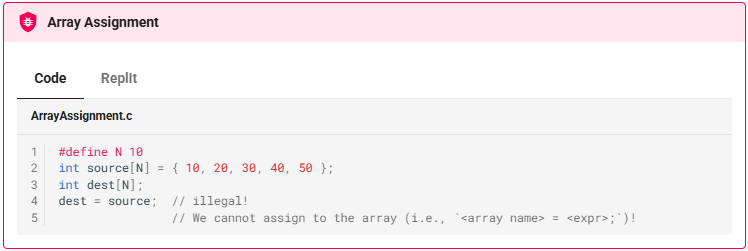 Array Assignment
Code ReplIt
ArrayAssignment.c
1 #define N 10
2 int source[N] = { 10, 20, 30, 40, 50 };
3 int dest[N];
4 dest = source;  // illegal!
5                 // We cannot assign to the array (i.e., `<array name> = <expr>;`)!